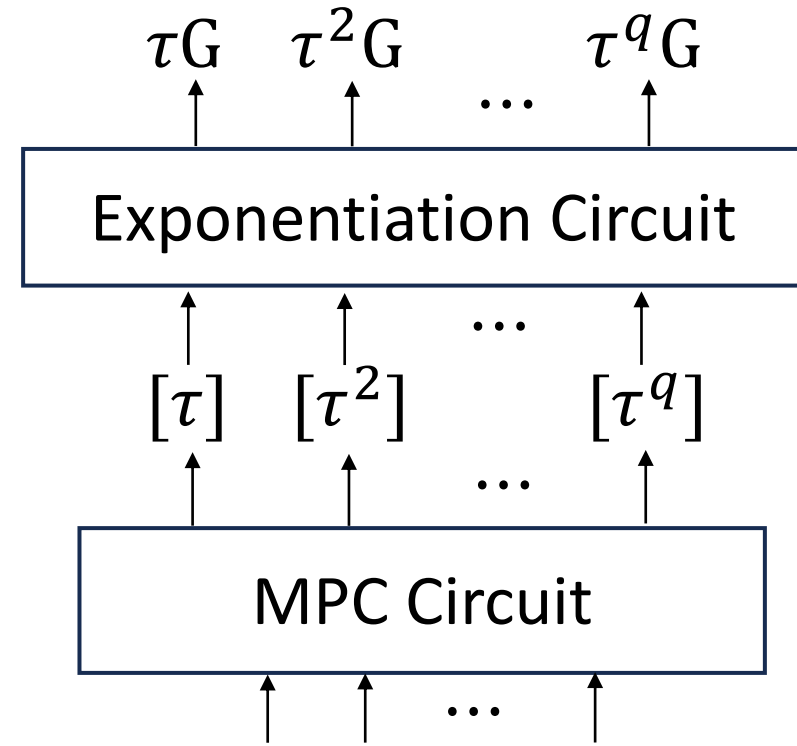 τG τ²G ... τ^qG
Exponentiation Circuit
...
[τ] [τ²] [τ^q]
...
MPC Circuit
...